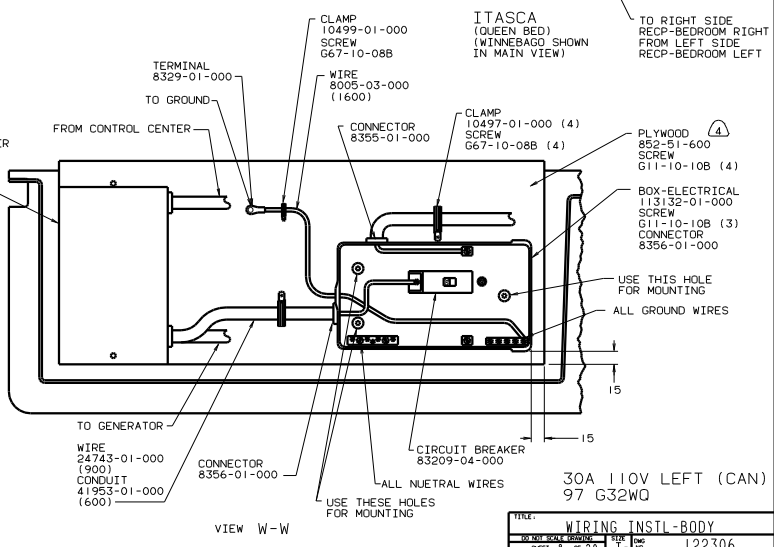 CLAMP
10499-01-000
SCREW
G67-10-08B
ITASCA
(QUEEN BED)
(WINNEBAGO SHOWN
IN MAIN VIEW)
TO RIGHT SIDE
RECP-BEDROOM RIGHT
FROM LEFT SIDE
RECP-BEDROOM LEFT
TERMINAL
8329-01-000
WIRE
8005-03-000
(1600)
TO GROUND
FROM CONTROL CENTER
CONNECTOR
8355-01-000
CLAMP
10497-01-000 (4)
SCREW
G67-10-08B (4)
PLYWOOD 4
852-51-600
SCREW
G11-10-10B (4)
ER
BOX-ELECTRICAL
113132-01-000
SCREW
G11-10-10B (3)
CONNECTOR
8356-01-000
USE THIS HOLE
FOR MOUNTING
ALL GROUND WIRES
15
15
TO GENERATOR
WIRE
24743-01-000
(900)
CONDUIT
41953-01-000
(600)
CONNECTOR
8356-01-000
CIRCUIT BREAKER
83209-04-000
ALL NUETRAL WIRES
USE THESE HOLES
FOR MOUNTING
VIEW W-W
30A 110V LEFT (CAN)
97 G32WQ
TITLE:
WIRING INSTL-BODY
DO NOT SCALE DRAWING
SIZE
DWG
122306